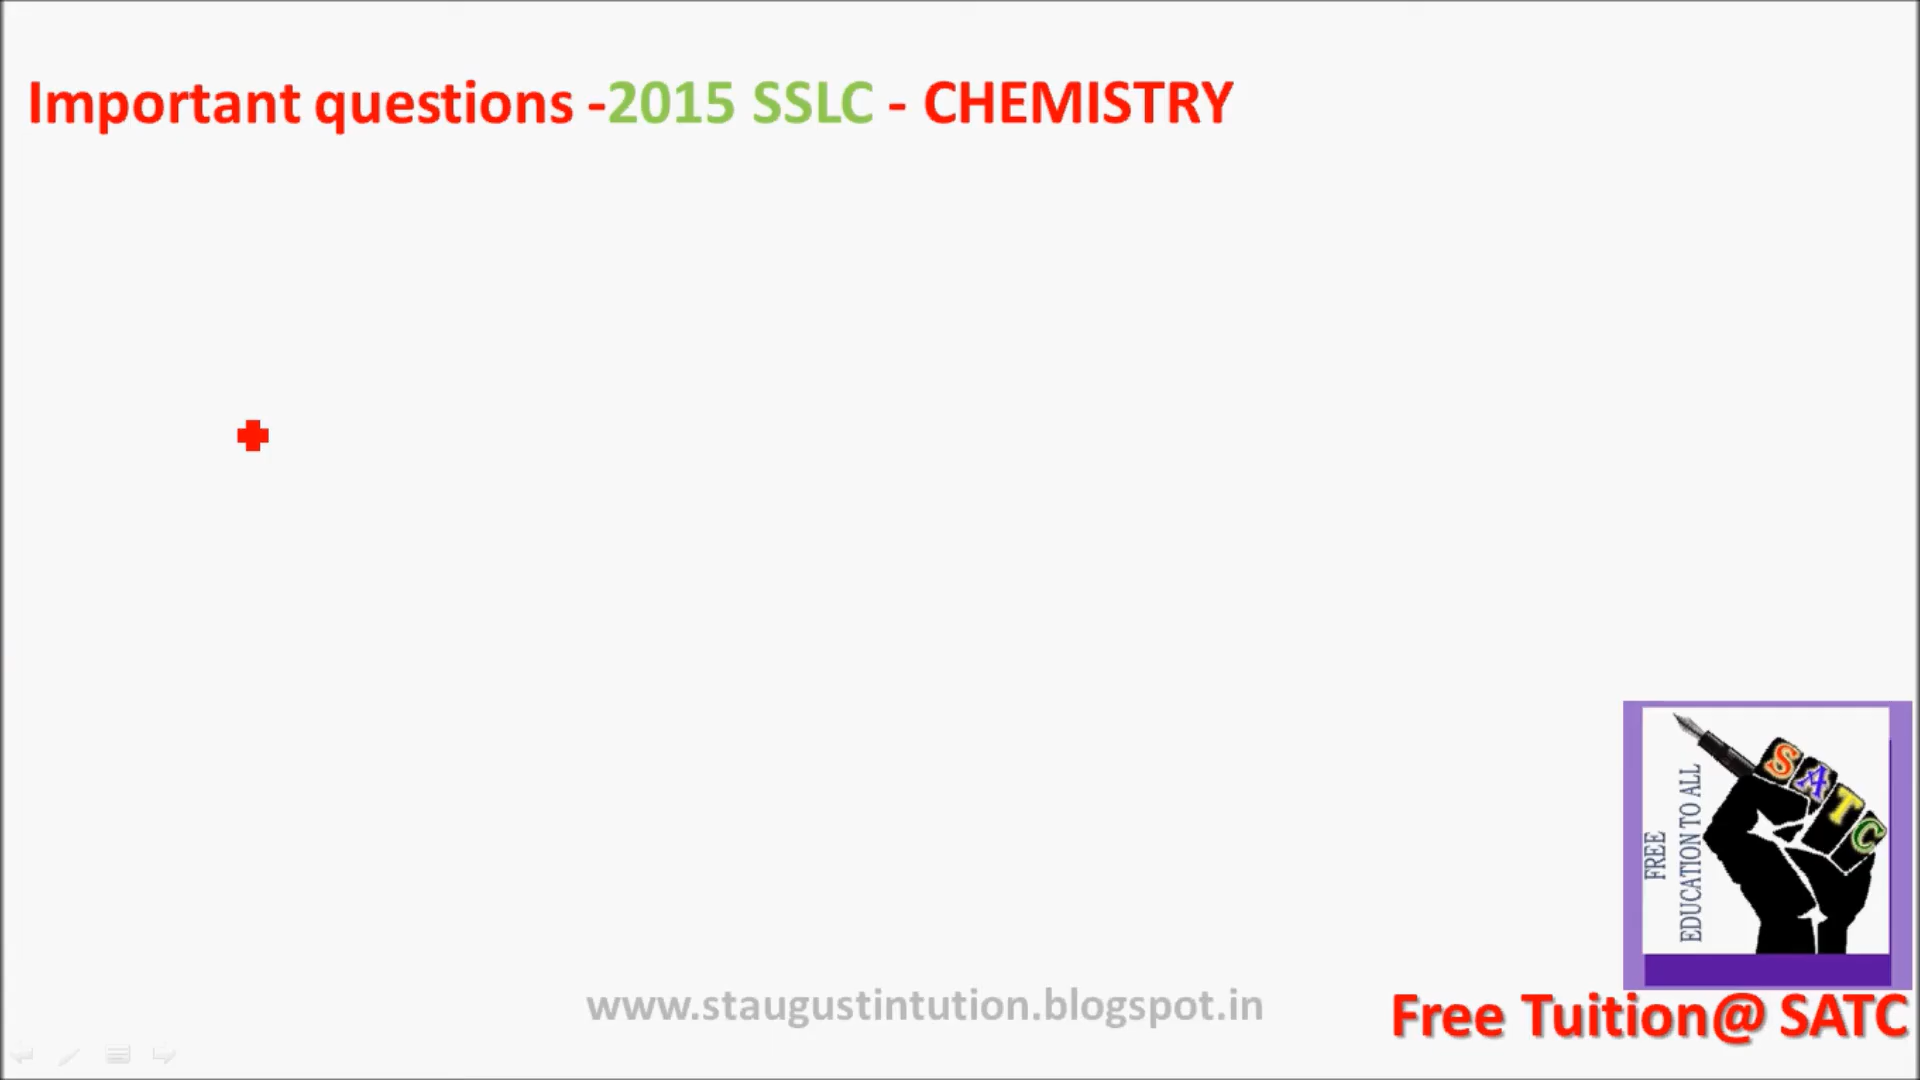 Important questions -2015 SSLC - CHEMISTRY
SATC
FREE
EDUCATION TO ALL
www.staugustintution.blogspot.in
Free Tuition@ SATC